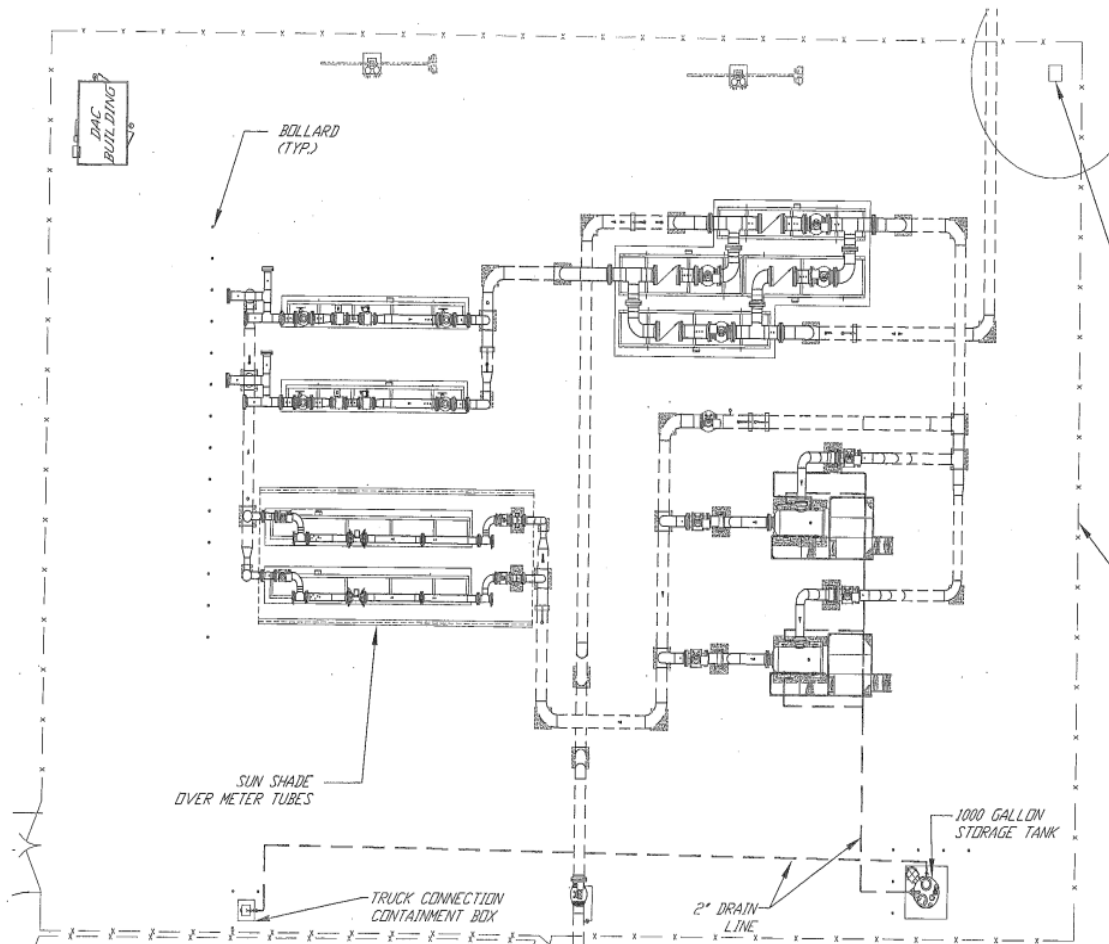 DAC
BUILDING
BOLLARD
(TYP.)
SUN SHADE
OVER METER TUBES
1000 GALLON
STORAGE TANK
TRUCK CONNECTION
CONTAINMENT BOX
2" DRAIN
LINE